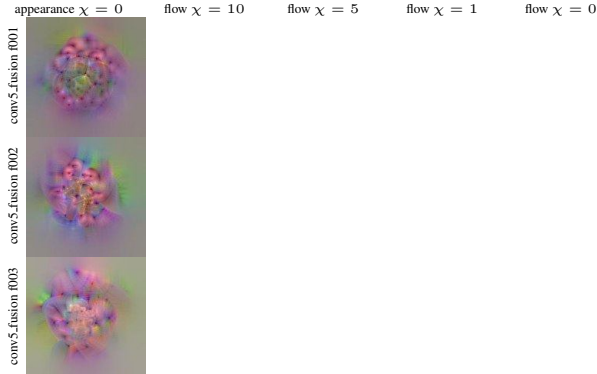 appearance χ = 0 flow χ = 10 flow χ = 5 flow χ = 1 flow χ = 0
conv5_fusion f001
conv5_fusion f002
conv5_fusion f003